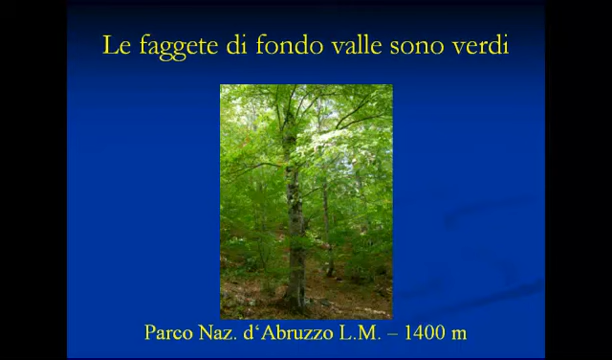 Le faggete di fondo valle sono verdi
Parco Naz. d‘Abruzzo L.M. – 1400 m